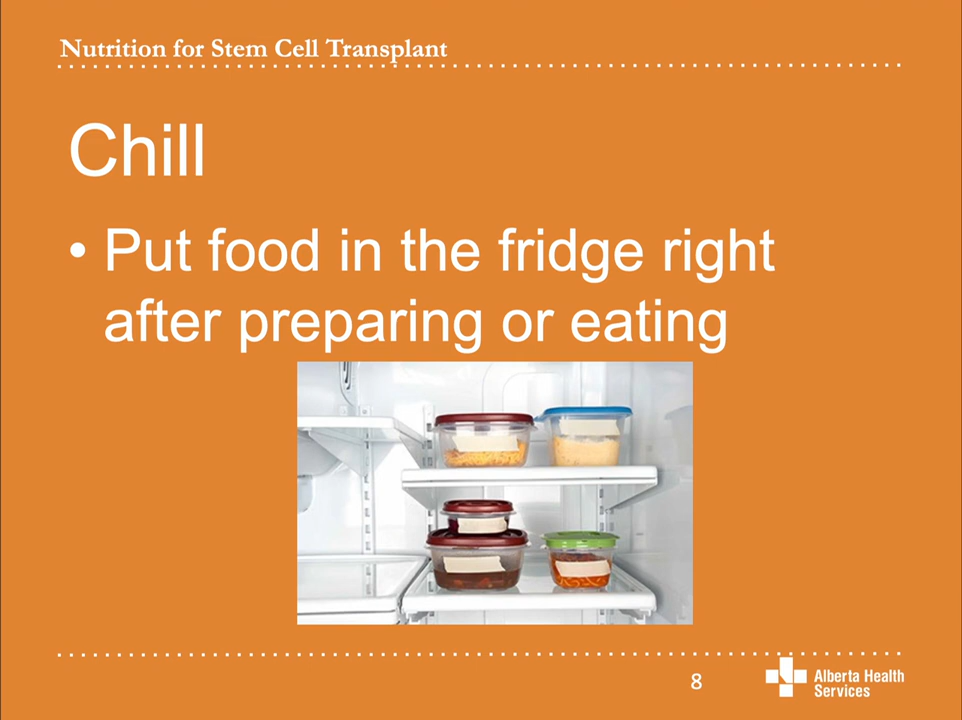 Nutrition for Stem Cell Transplant
Chill
• Put food in the fridge right
after preparing or eating
8
Alberta Health
Services